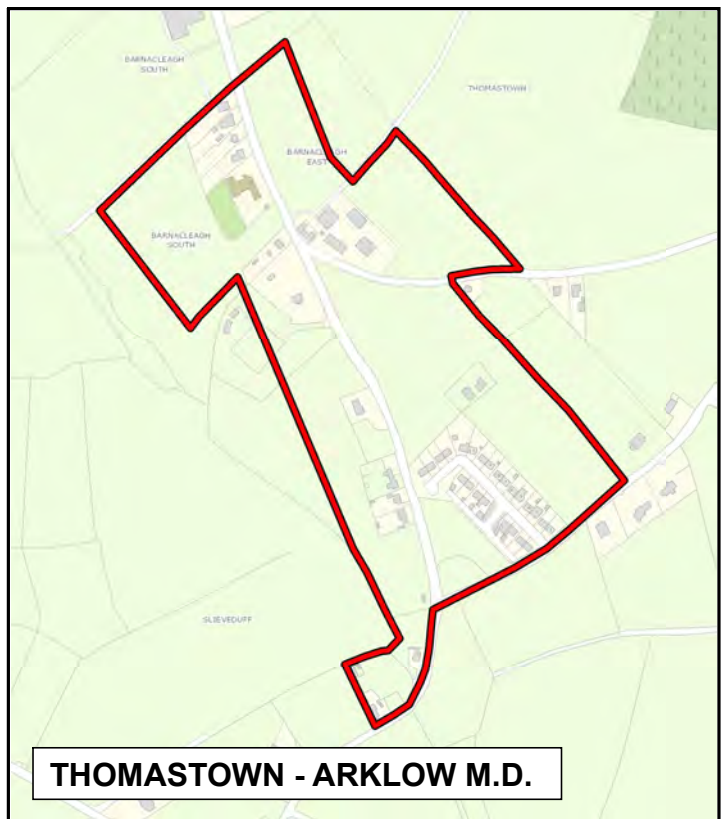 BARNACLEAGH
SOUTH
THOMASTOWN
BARNACLEAGH
EAST
BARNACLEAGH
SOUTH
SLIEVEDUFF
THOMASTOWN - ARKLOW M.D.